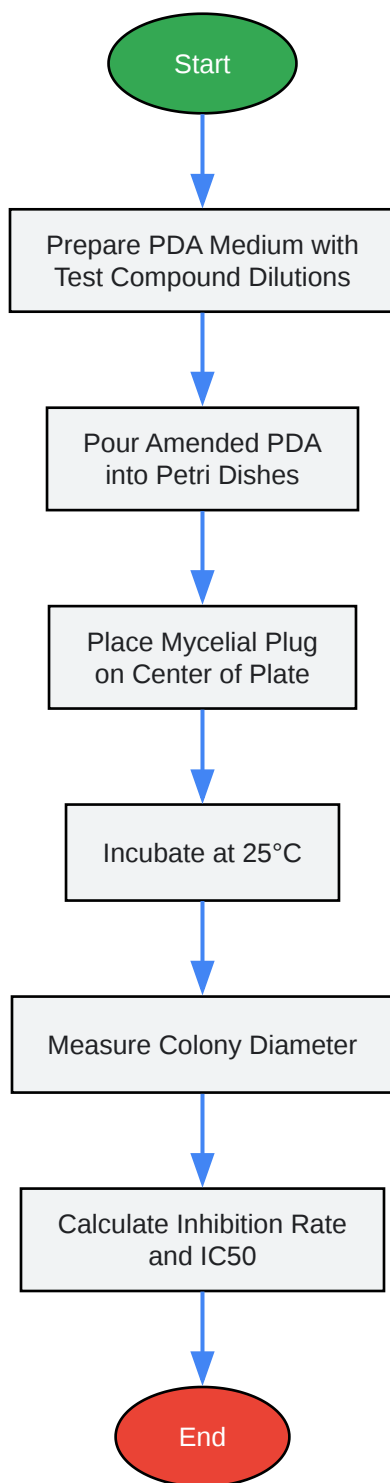 Start
Prepare PDA Medium with
Test Compound Dilutions
Pour Amended PDA
into Petri Dishes
Place Mycelial Plug
on Center of Plate
Incubate at 25°C
Measure Colony Diameter
Calculate Inhibition Rate
and IC50
End